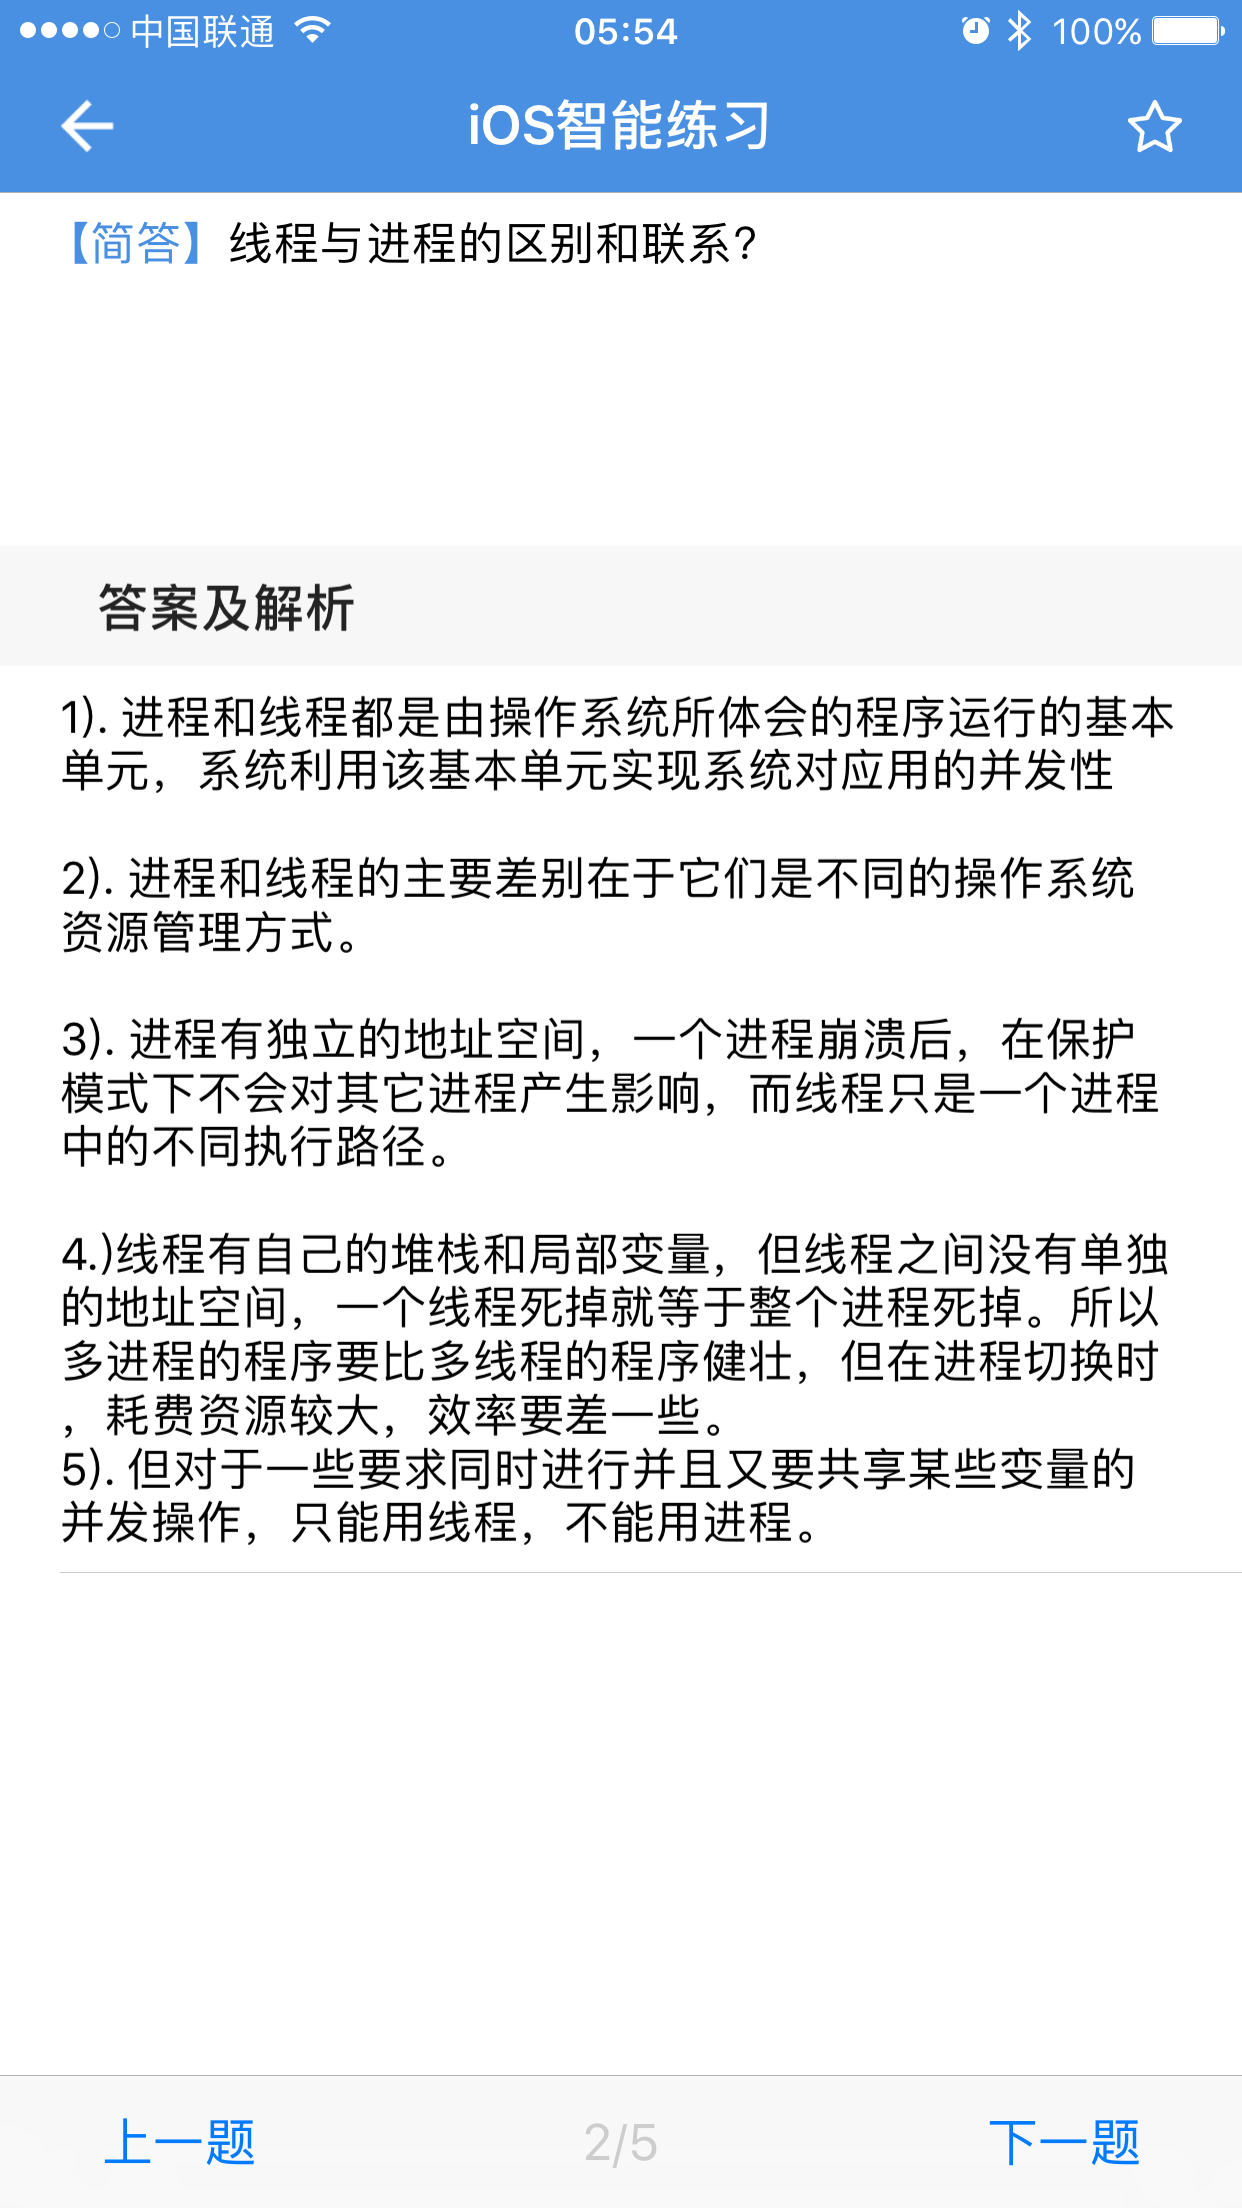 中国联通
05:54
100%
iOS智能练习
【简答】线程与进程的区别和联系?
答案及解析
1). 进程和线程都是由操作系统所体会的程序运行的基本
单元，系统利用该基本单元实现系统对应用的并发性
2). 进程和线程的主要差别在于它们是不同的操作系统
资源管理方式。
3). 进程有独立的地址空间，一个进程崩溃后，在保护
模式下不会对其它进程产生影响，而线程只是一个进程
中的不同执行路径。
4.)线程有自己的堆栈和局部变量，但线程之间没有单独
的地址空间，一个线程死掉就等于整个进程死掉。所以
多进程的程序要比多线程的程序健壮，但在进程切换时
，耗费资源较大，效率要差一些。
5). 但对于一些要求同时进行并且又要共享某些变量的
并发操作，只能用线程，不能用进程。
上一题
2/5
下一题